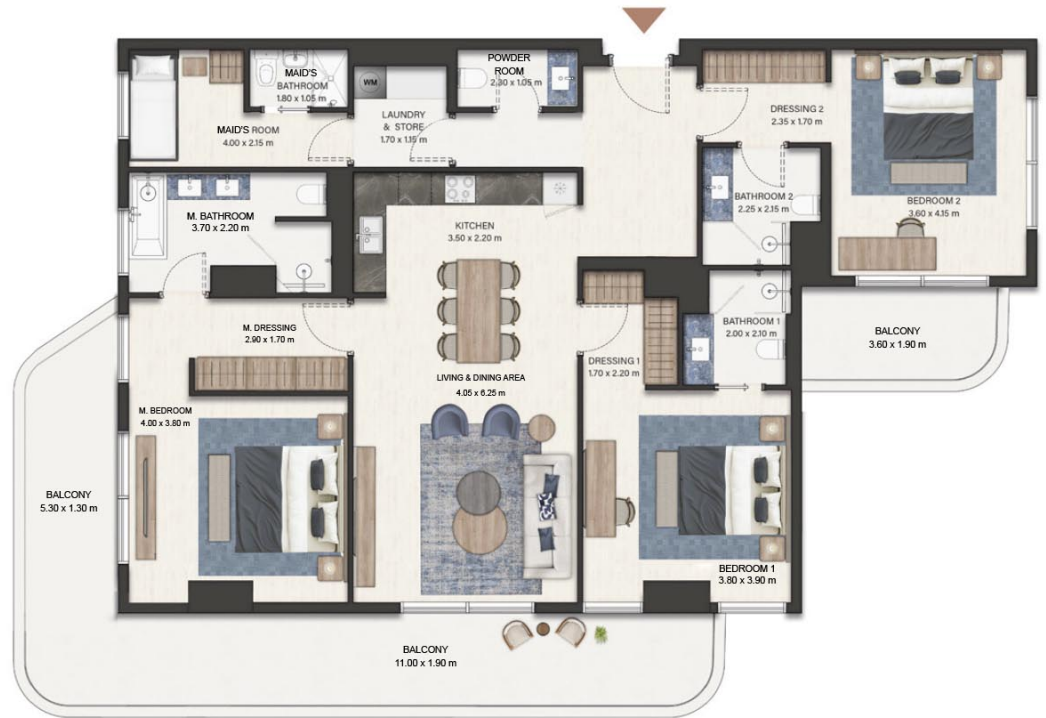 POWDER
ROOM
2.30 x 1.05 m
MAID'S
BATHROOM
1.80 x 1.05 m
WM
LAUNDRY
& STORE
1.70 x 1.15 m
MAID'S ROOM
4.00 x 2.15 m
DRESSING 2
2.35 x 1.70 m
BATHROOM 2
2.25 x 2.15 m
BEDROOM 2
3.60 x 4.15 m
M. BATHROOM
3.70 x 2.20 m
KITCHEN
3.50 x 2.20 m
M. DRESSING
2.90 x 1.70 m
BATHROOM 1
2.00 x 2.10 m
BALCONY
3.60 x 1.90 m
DRESSING 1
1.70 x 2.20 m
LIVING & DINING AREA
4.05 x 6.25 m
M. BEDROOM
4.00 x 3.80 m
BALCONY
5.30 x 1.30 m
BEDROOM 1
3.80 x 3.90 m
BALCONY
11.00 x 1.90 m